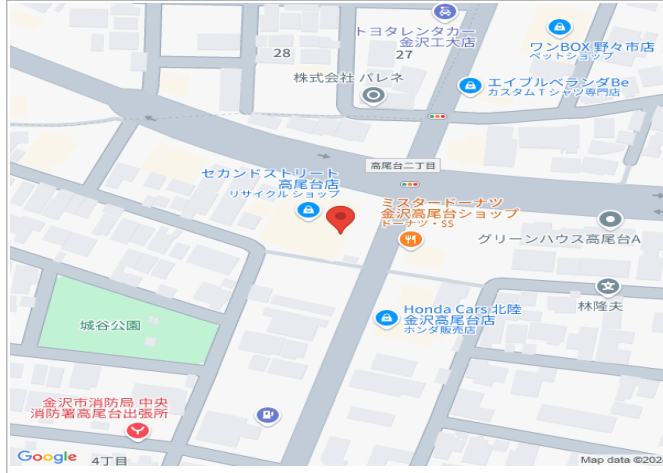 トヨタレンタカー
金沢工大店
ワンBOX 野々市店
ペットショップ
28
27
株式会社 バレネ
エイブルベランダBe
カスタムTシャツ専門店
高尾台二丁目
セカンドストリート
高尾台店
リサイクル ショップ
ミスタードーナツ
金沢高尾台ショップ
ドーナツ・SS
グリーンハウス高尾台A
林隆夫
Honda Cars 北陸
金沢高尾台店
ホンダ販売店
城谷公園
金沢市消防局 中央
消防署高尾台出張所
Google
4丁目
Map data ©2024